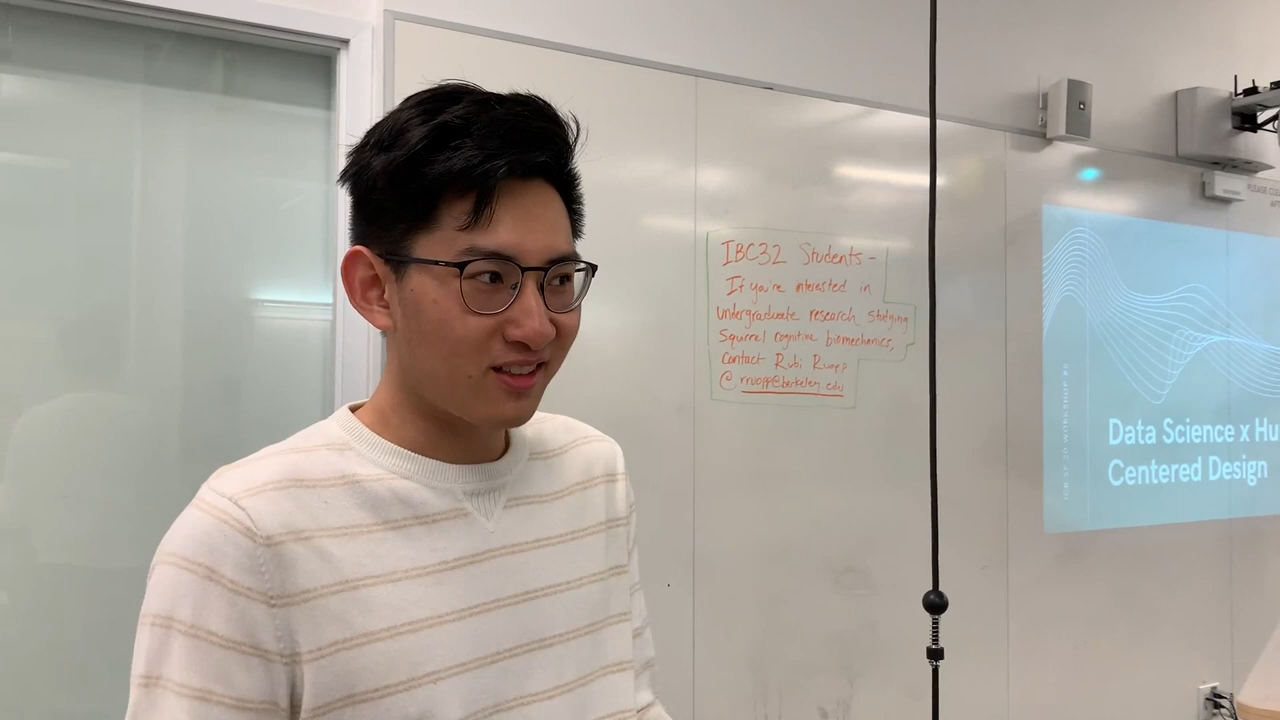 IBC32 Students-
If you're interested in
undergraduate research studying
squirrel cognitive biomechanics,
contact Rubi Ruopp
@ rruopp@berkeley.edu
PLEASE
Data Science x Hu
Centered Design